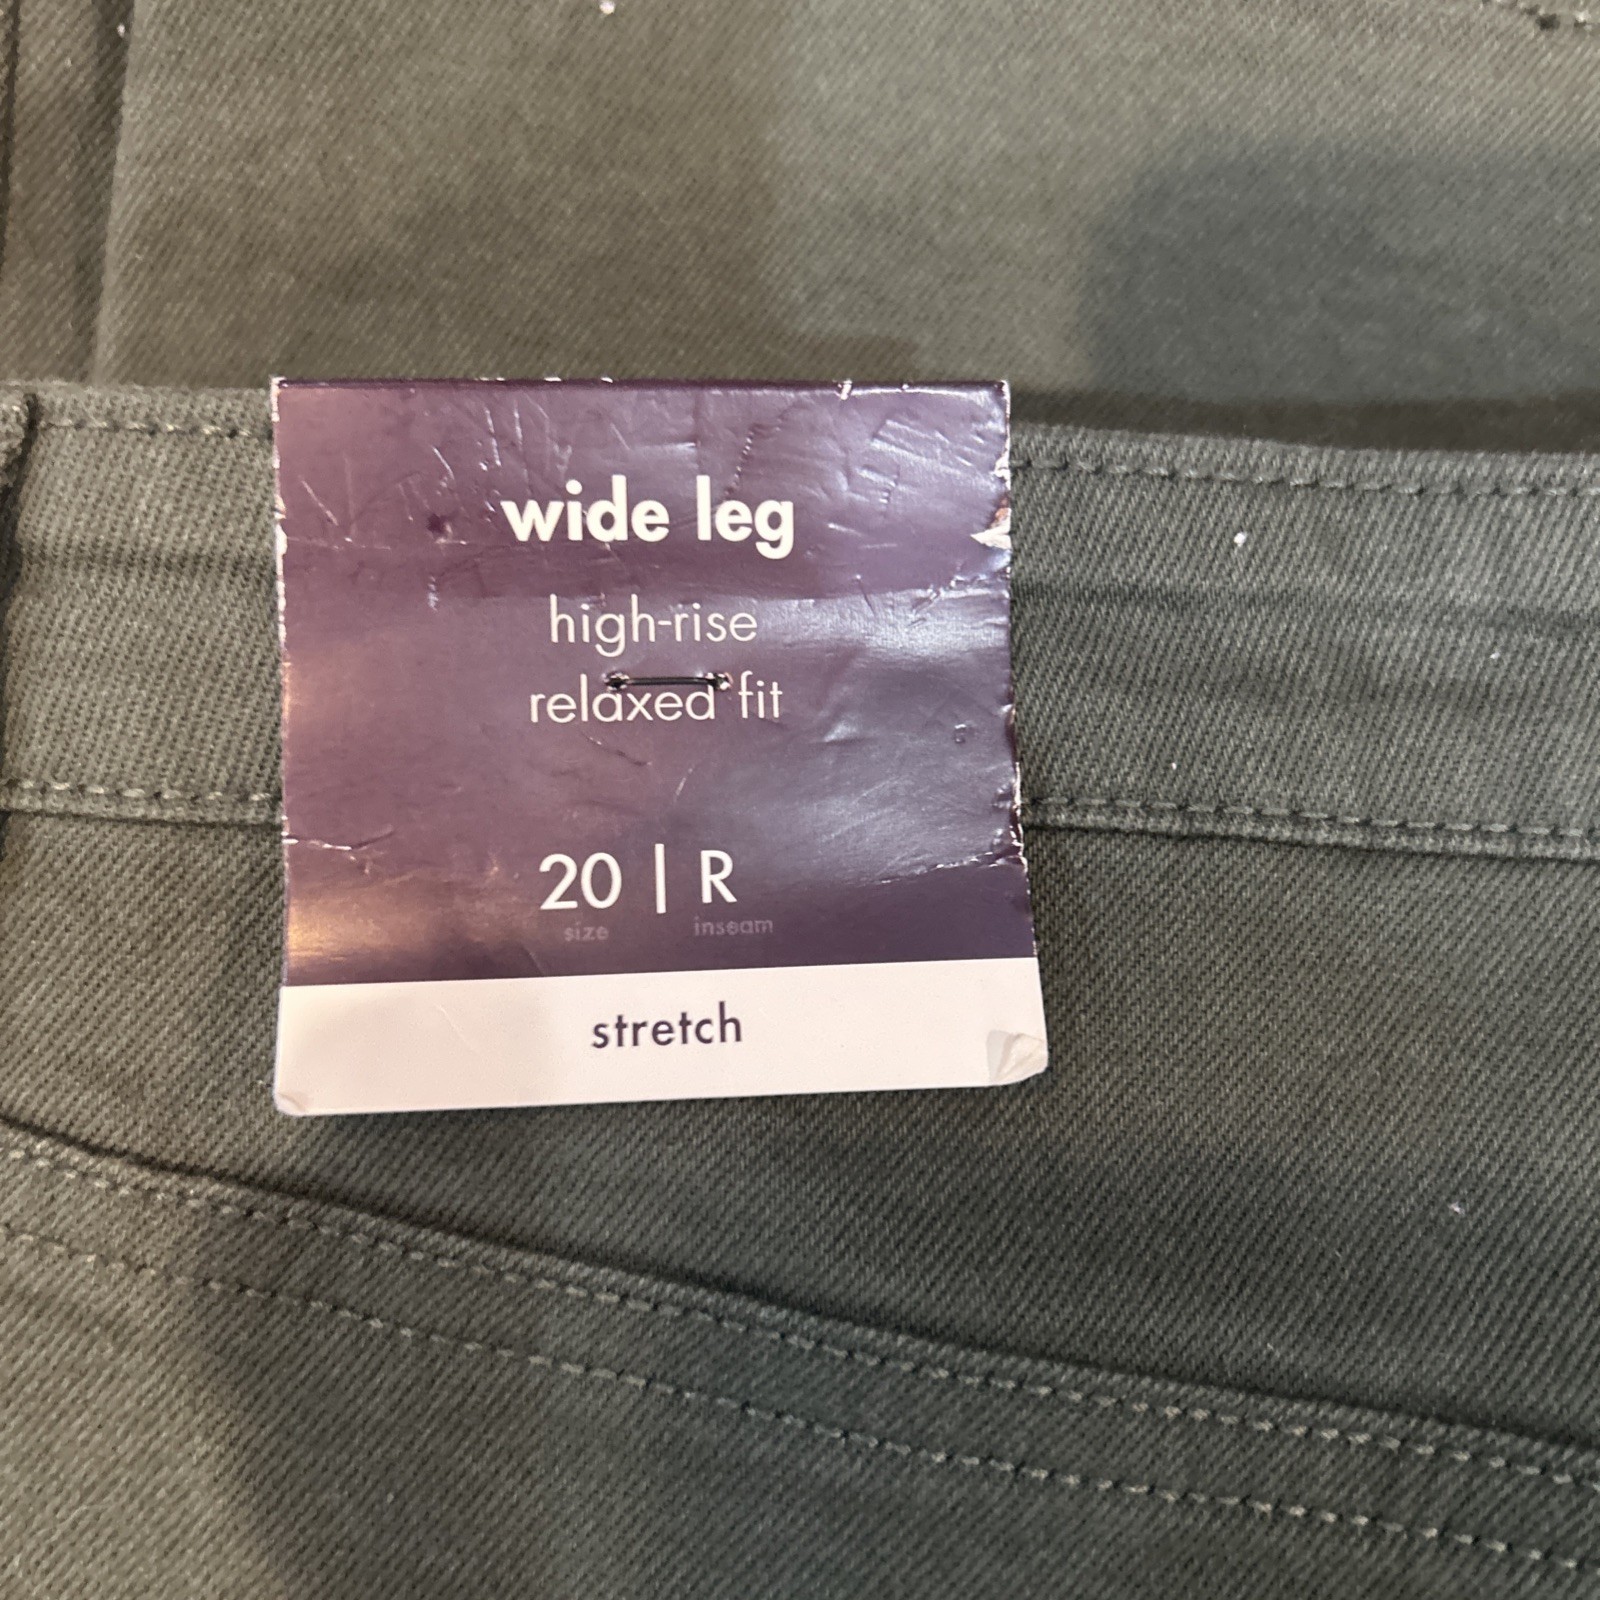 wide leg
high-rise
relaxed fit
20 | R
size inseam
stretch